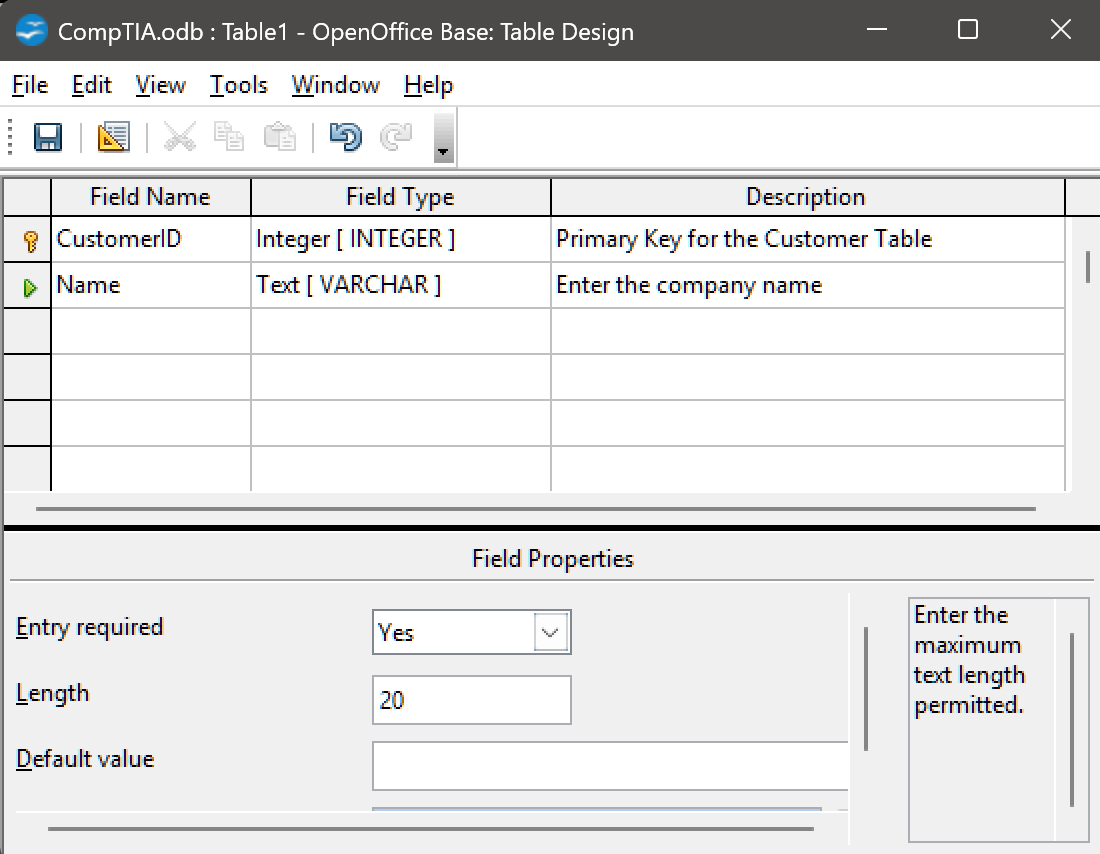 CompTIA.odb : Table1 - OpenOffice Base: Table Design
File Edit View Tools Window Help
Field Name Field Type Description
CustomerID Integer [ INTEGER ] Primary Key for the Customer Table
Name Text [ VARCHAR ] Enter the company name
Field Properties
Entry required Yes
Length 20
Default value
Enter the
maximum
text length
permitted.